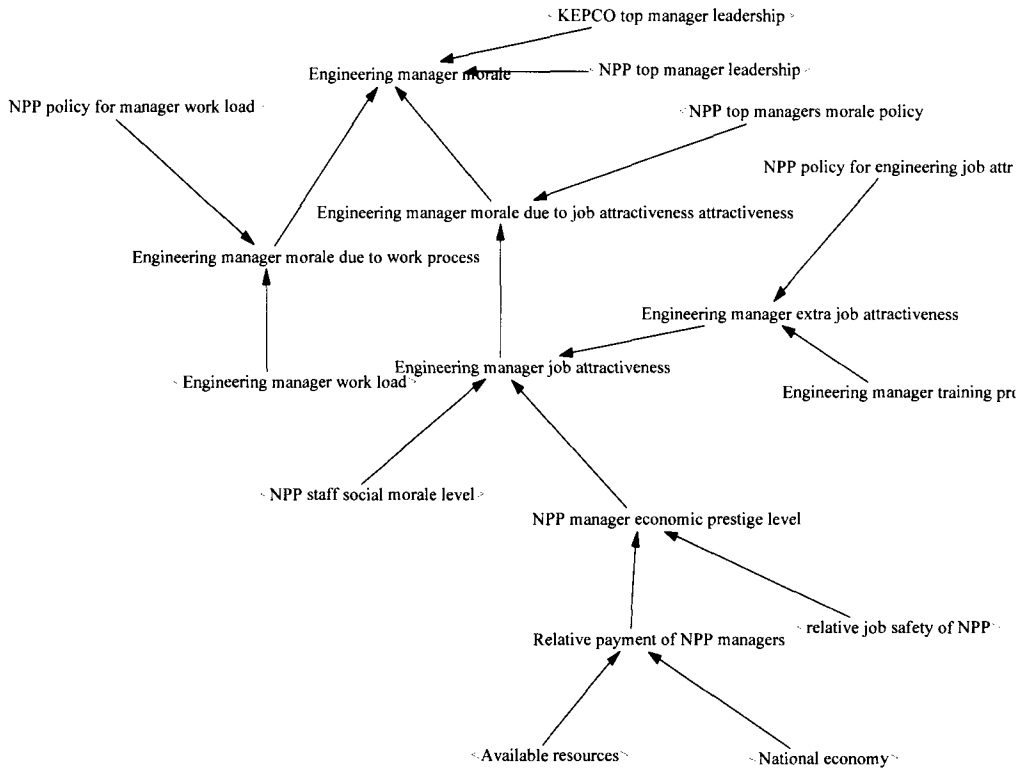 KEPCO top manager leadership
Engineering manager morale
NPP top manager leadership
NPP policy for manager work load
NPP top managers morale policy
NPP policy for engineering job attr
Engineering manager morale due to job attractiveness attractiveness
Engineering manager morale due to work process
Engineering manager extra job attractiveness
Engineering manager job attractiveness
Engineering manager work load
Engineering manager training pro
NPP staff social morale level
NPP manager economic prestige level
relative job safety of NPP
Relative payment of NPP managers
Available resources
National economy